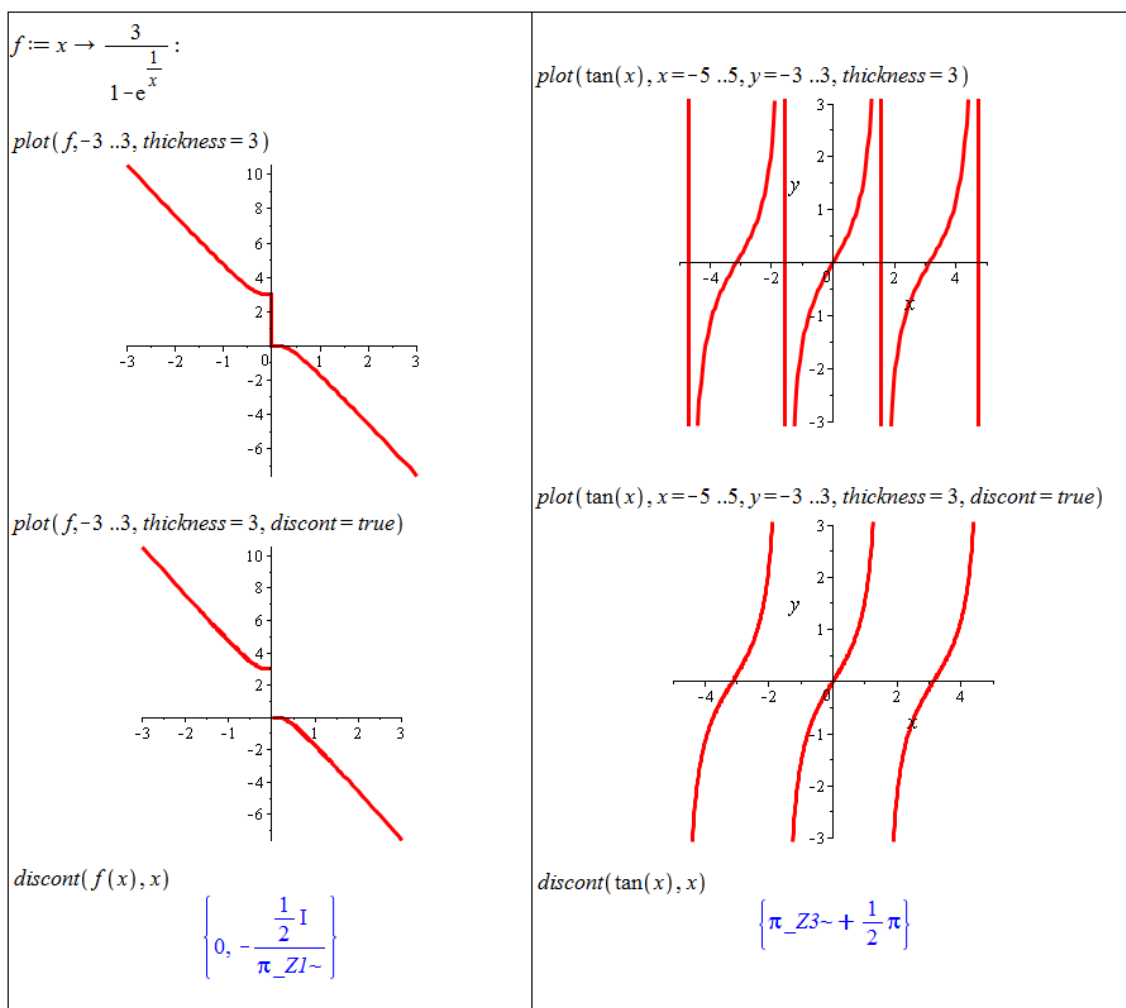 f := x → 3
1-e^(1/x) :
plot(f,-3 ..3, thickness = 3)
10
8
6
4
2
-3 -2 -1 0 1 2 3
-2
-4
-6
plot(f,-3 ..3, thickness = 3, discont = true)
10
8
6
4
2
-3 -2 -1 0 1 2 3
-2
-4
-6
discont(f(x), x)
{0, - (1/2 I)/(π _Z1~)}
plot(tan(x), x = -5 ..5, y = -3 ..3, thickness = 3)
3
2
y
1
-4 -2 0 2 4
x
-1
-2
-3
plot(tan(x), x = -5 ..5, y = -3 ..3, thickness = 3, discont = true)
3
2
y
1
-4 -2 0 2 4
x
-1
-2
-3
discont(tan(x), x)
{π _Z3~ + 1/2 π}